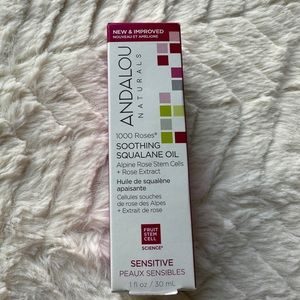 NEW & IMPROVED
NOUVEAU ET AMÉLIORÉ
ANDALOU
NATURALS
1000 Roses®
SOOTHING
SQUALANE OIL
Alpine Rose Stem Cells
+ Rose Extract
Huile de squalène
apaisante
Cellules souches
de rose des Alpes
+ Extrait de rose
FRUIT
STEM
CELL
SCIENCE®
SENSITIVE
PEAUX SENSIBLES
1 fl oz / 30 mL